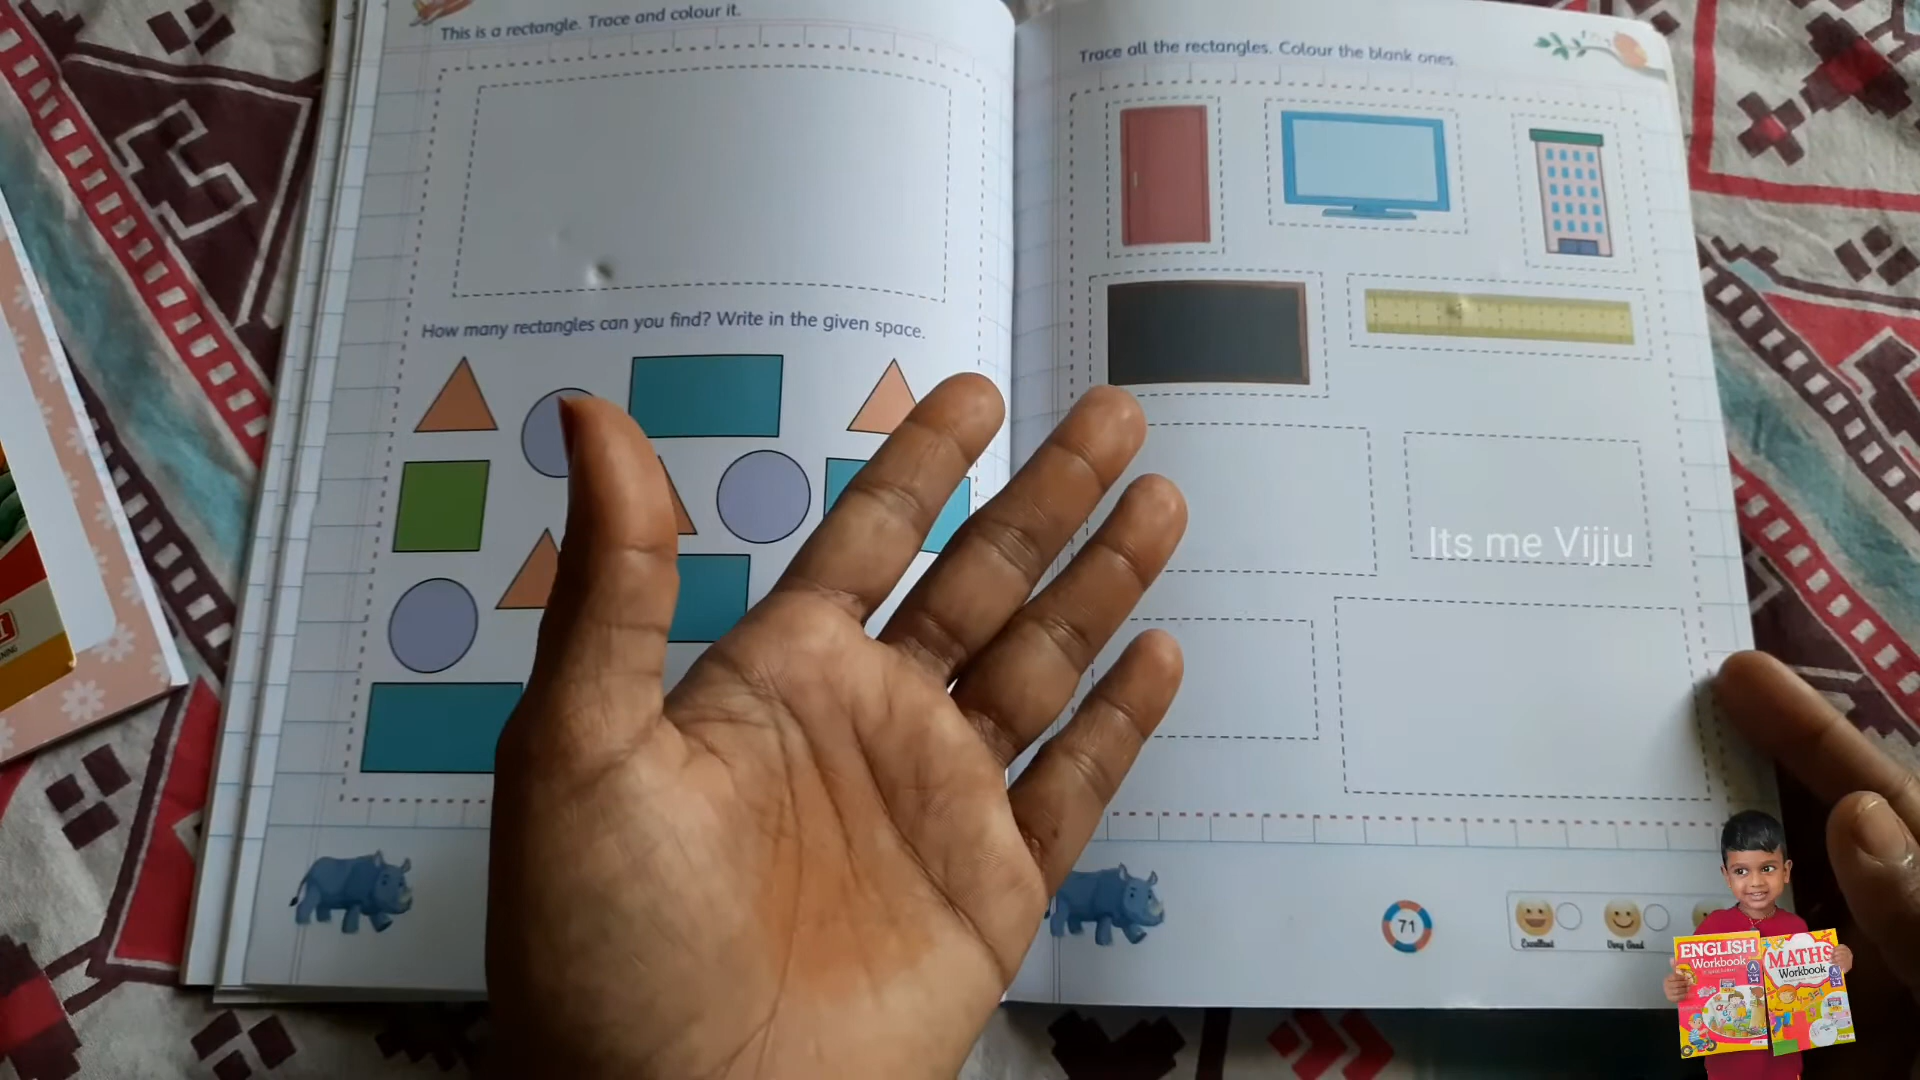 This is a rectangle. Trace and colour it.
How many rectangles can you find? Write in the given space.
Trace all the rectangles. Colour the blank ones.
Its me Vijju
71
Excellent
Very Good
ENGLISH
Workbook
MATHS
Workbook